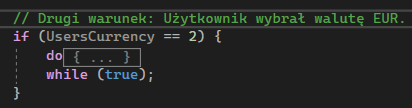 // Drugi warunek: Użytkownik wybrał walutę EUR.
if (UsersCurrency == 2) {
do { ... }
while (true);
}